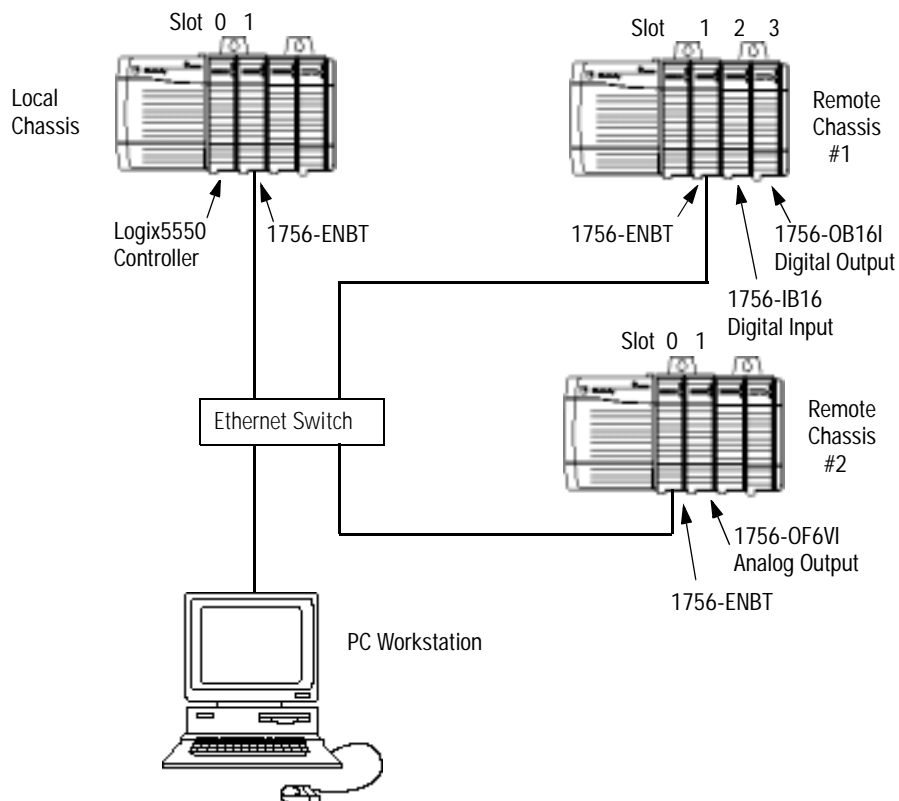 Slot 0 1
Local
Chassis
Logix5550
Controller
1756-ENBT
Slot 1 2 3
Remote
Chassis
#1
1756-ENBT
1756-OB16I
Digital Output
1756-IB16
Digital Input
Ethernet Switch
Slot 0 1
Remote
Chassis
#2
1756-OF6VI
Analog Output
1756-ENBT
PC Workstation